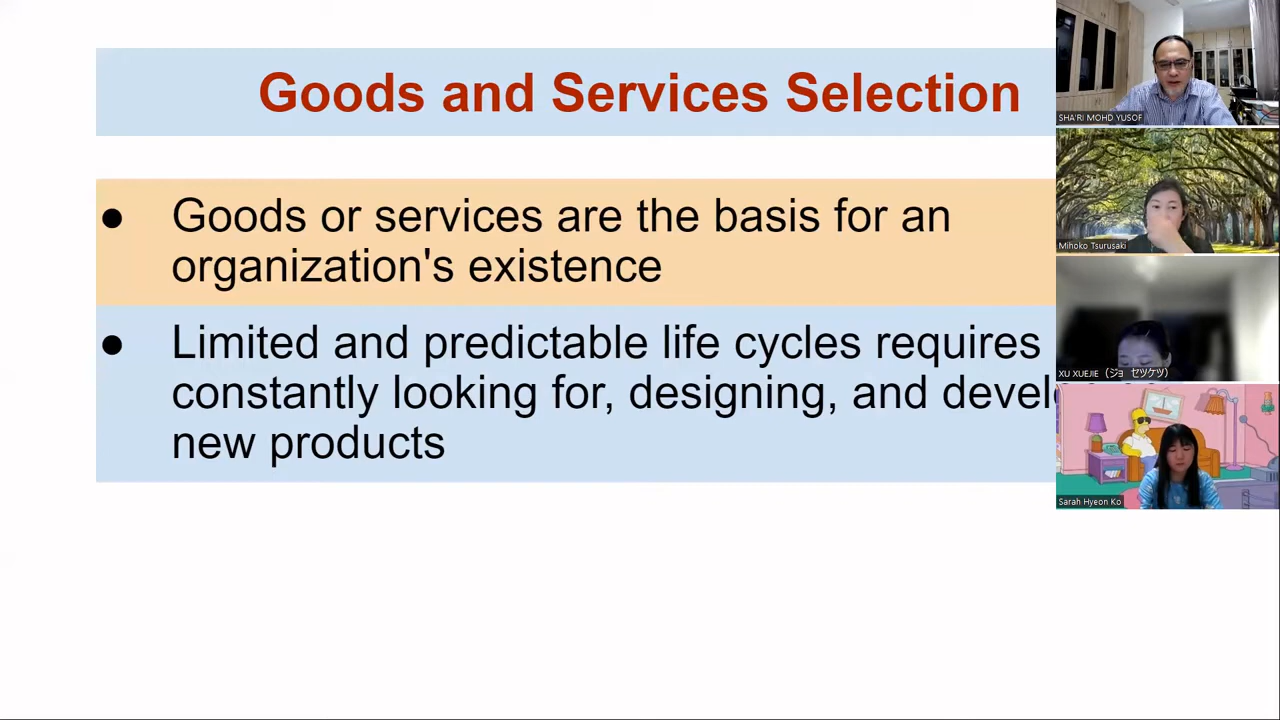 Goods and Services Selection
● Goods or services are the basis for an
organization's existence
● Limited and predictable life cycles requires
constantly looking for, designing, and
new products
SHA'RI MOHD YUSOF
Mihoko Tsurusaki
XU XUEJIE（ジョ セツケツ）
Sarah Hyeon Ko